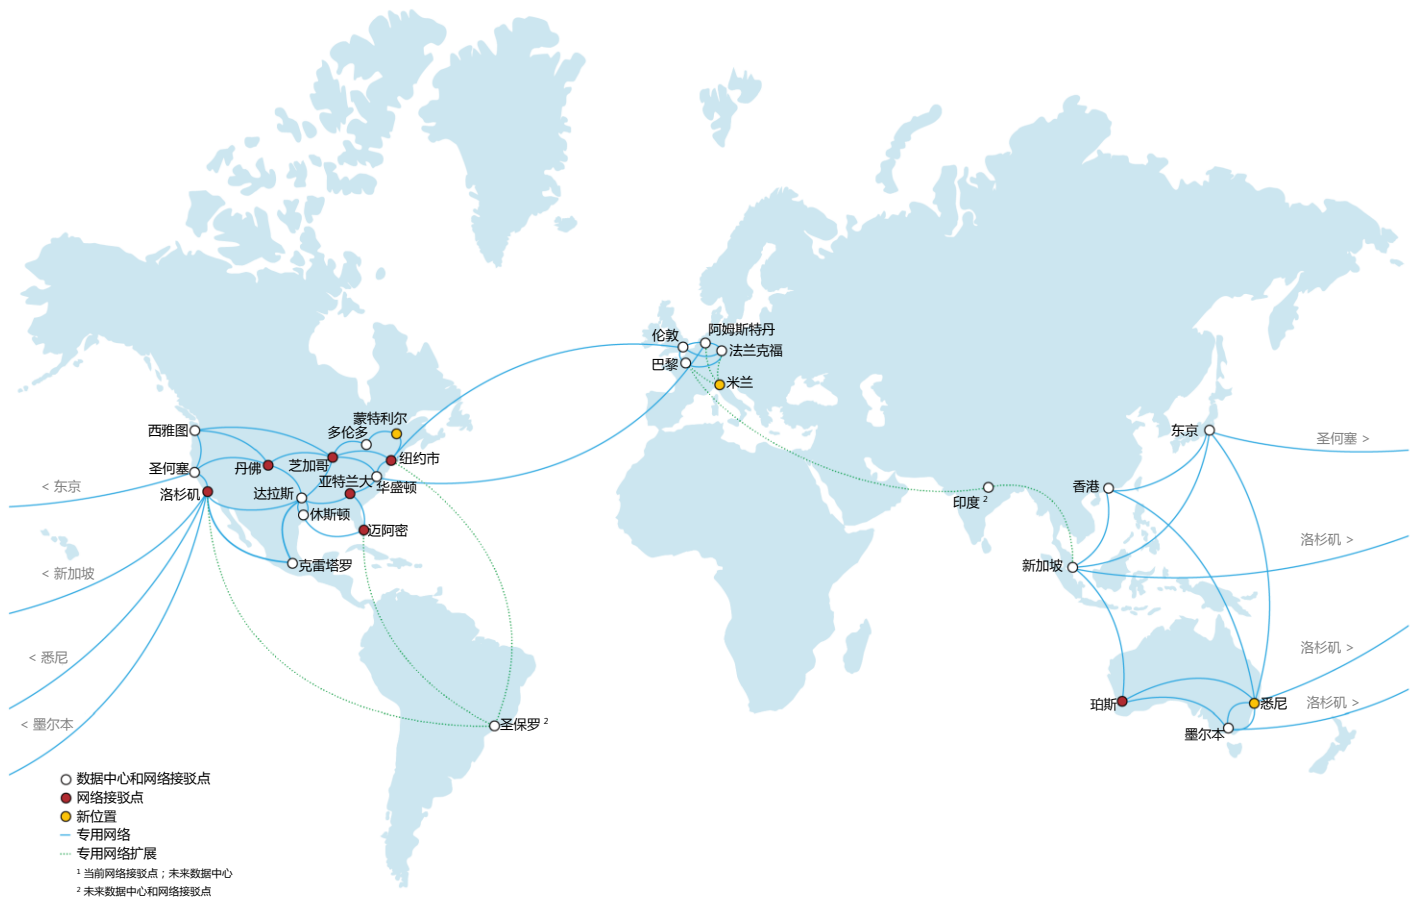 伦敦
阿姆斯特丹
法兰克福
巴黎
米兰
蒙特利尔
多伦多
西雅图
芝加哥
纽约市
圣何塞
丹佛
亚特兰大
华盛顿
洛杉矶
达拉斯
休斯顿
迈阿密
克雷塔罗
< 东京
< 新加坡
< 悉尼
< 墨尔本
圣保罗 2
印度 2
东京
圣何塞 >
香港
洛杉矶 >
新加坡
洛杉矶 >
珀斯
悉尼
洛杉矶 >
墨尔本
数据中心和网络接驳点
网络接驳点
新位置
专用网络
专用网络扩展
1 当前网络接驳点；未来数据中心
2 未来数据中心和网络接驳点